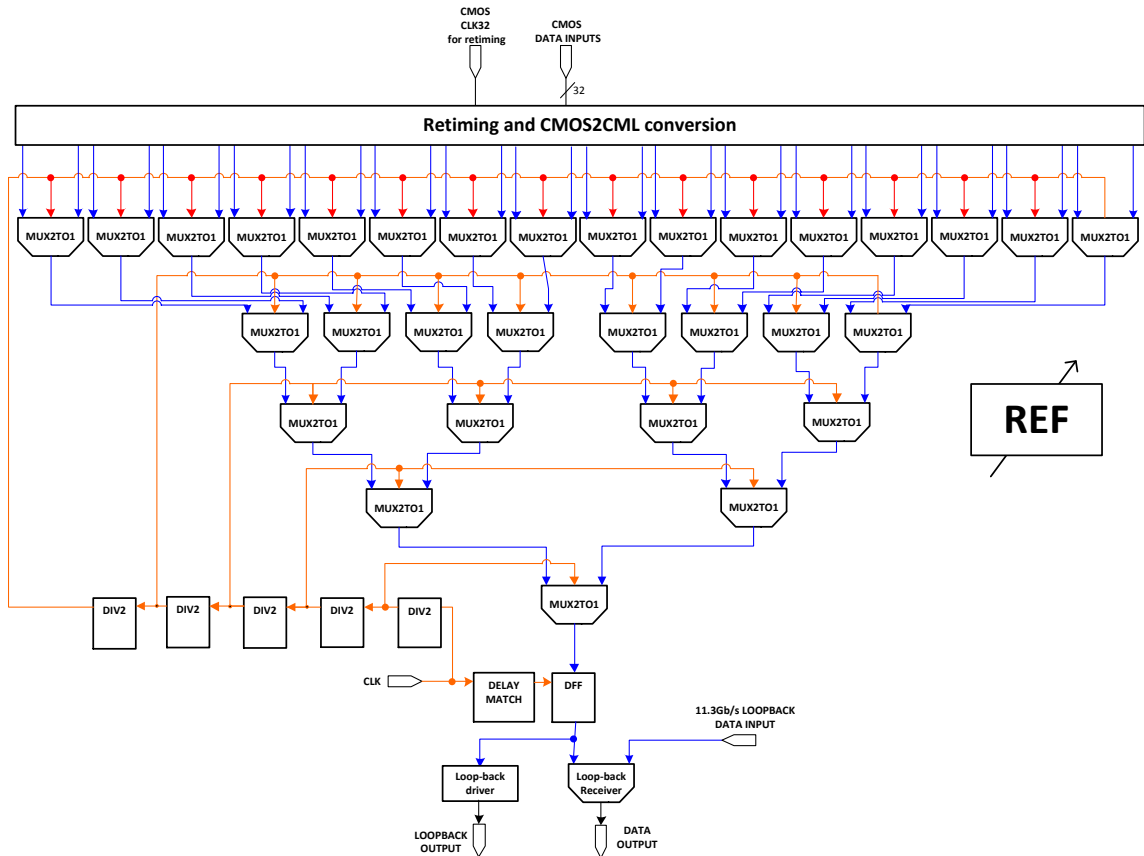 CMOS
CLK32
for retiming
CMOS
DATA INPUTS
32
Retiming and CMOS2CML conversion
MUX2TO1 MUX2TO1 MUX2TO1 MUX2TO1 MUX2TO1 MUX2TO1 MUX2TO1 MUX2TO1 MUX2TO1 MUX2TO1 MUX2TO1 MUX2TO1 MUX2TO1 MUX2TO1 MUX2TO1 MUX2TO1
MUX2TO1 MUX2TO1 MUX2TO1 MUX2TO1 MUX2TO1 MUX2TO1 MUX2TO1 MUX2TO1
MUX2TO1 MUX2TO1 MUX2TO1 MUX2TO1
REF
MUX2TO1 MUX2TO1
MUX2TO1
DIV2 DIV2 DIV2 DIV2 DIV2
CLK
DELAY
MATCH
DFF
11.3Gb/s LOOPBACK
DATA INPUT
Loop-back
driver
Loop-back
Receiver
LOOPBACK
OUTPUT
DATA
OUTPUT